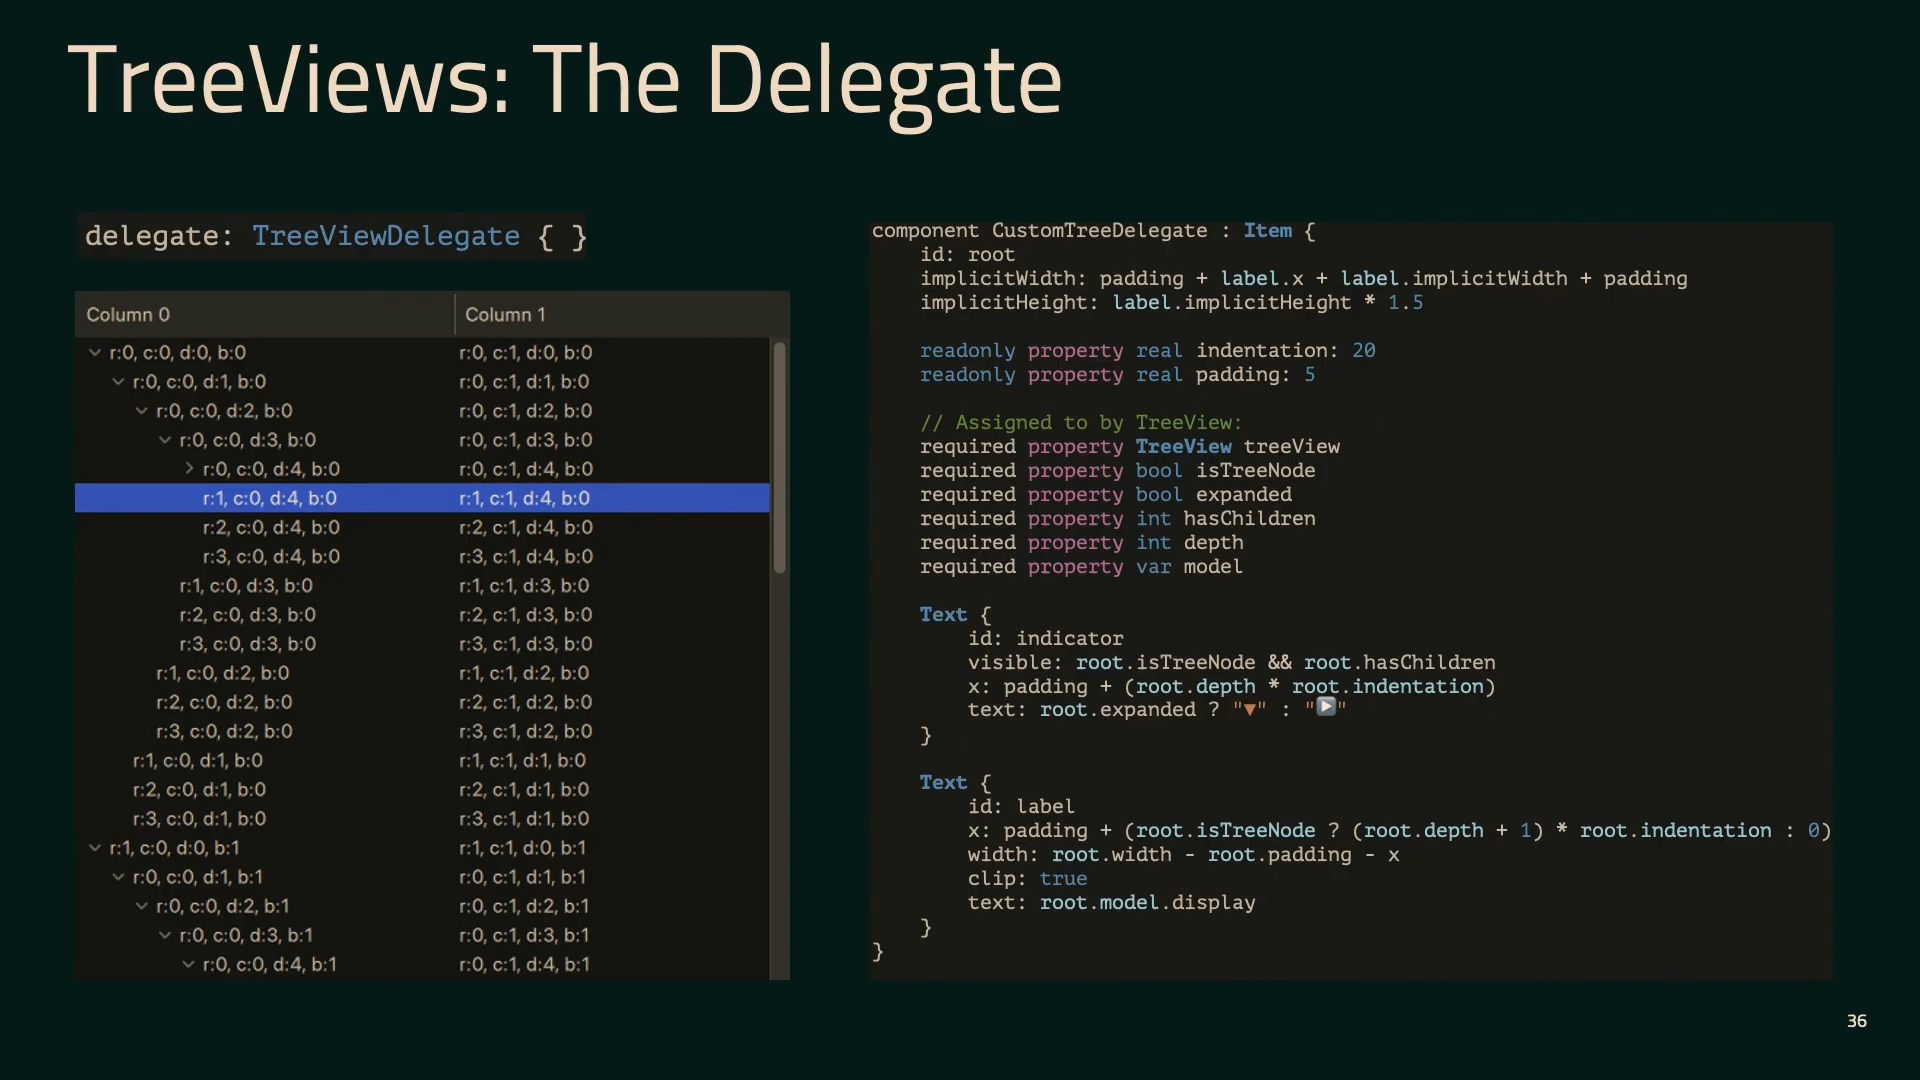 TreeViews: The Delegate
delegate: TreeViewDelegate { }
Column 0 Column 1
r:0, c:0, d:0, b:0 r:0, c:1, d:0, b:0
r:0, c:0, d:1, b:0 r:0, c:1, d:1, b:0
r:0, c:0, d:2, b:0 r:0, c:1, d:2, b:0
r:0, c:0, d:3, b:0 r:0, c:1, d:3, b:0
r:0, c:0, d:4, b:0 r:0, c:1, d:4, b:0
r:1, c:0, d:4, b:0 r:1, c:1, d:4, b:0
r:2, c:0, d:4, b:0 r:2, c:1, d:4, b:0
r:3, c:0, d:4, b:0 r:3, c:1, d:4, b:0
r:1, c:0, d:3, b:0 r:1, c:1, d:3, b:0
r:2, c:0, d:3, b:0 r:2, c:1, d:3, b:0
r:3, c:0, d:3, b:0 r:3, c:1, d:3, b:0
r:1, c:0, d:2, b:0 r:1, c:1, d:2, b:0
r:2, c:0, d:2, b:0 r:2, c:1, d:2, b:0
r:3, c:0, d:2, b:0 r:3, c:1, d:2, b:0
r:1, c:0, d:1, b:0 r:1, c:1, d:1, b:0
r:2, c:0, d:1, b:0 r:2, c:1, d:1, b:0
r:3, c:0, d:1, b:0 r:3, c:1, d:1, b:0
r:1, c:0, d:0, b:1 r:1, c:1, d:0, b:1
r:0, c:0, d:1, b:1 r:0, c:1, d:1, b:1
r:0, c:0, d:2, b:1 r:0, c:1, d:2, b:1
r:0, c:0, d:3, b:1 r:0, c:1, d:3, b:1
r:0, c:0, d:4, b:1 r:0, c:1, d:4, b:1
component CustomTreeDelegate : Item {
id: root
implicitWidth: padding + label.x + label.implicitWidth + padding
implicitHeight: label.implicitHeight * 1.5
readonly property real indentation: 20
readonly property real padding: 5
// Assigned to by TreeView:
required property TreeView treeView
required property bool isTreeNode
required property bool expanded
required property int hasChildren
required property int depth
required property var model
Text {
id: indicator
visible: root.isTreeNode && root.hasChildren
x: padding + (root.depth * root.indentation)
text: root.expanded ? "▼" : "▶"
}
Text {
id: label
x: padding + (root.isTreeNode ? (root.depth + 1) * root.indentation : 0)
width: root.width - root.padding - x
clip: true
text: root.model.display
}
}
36